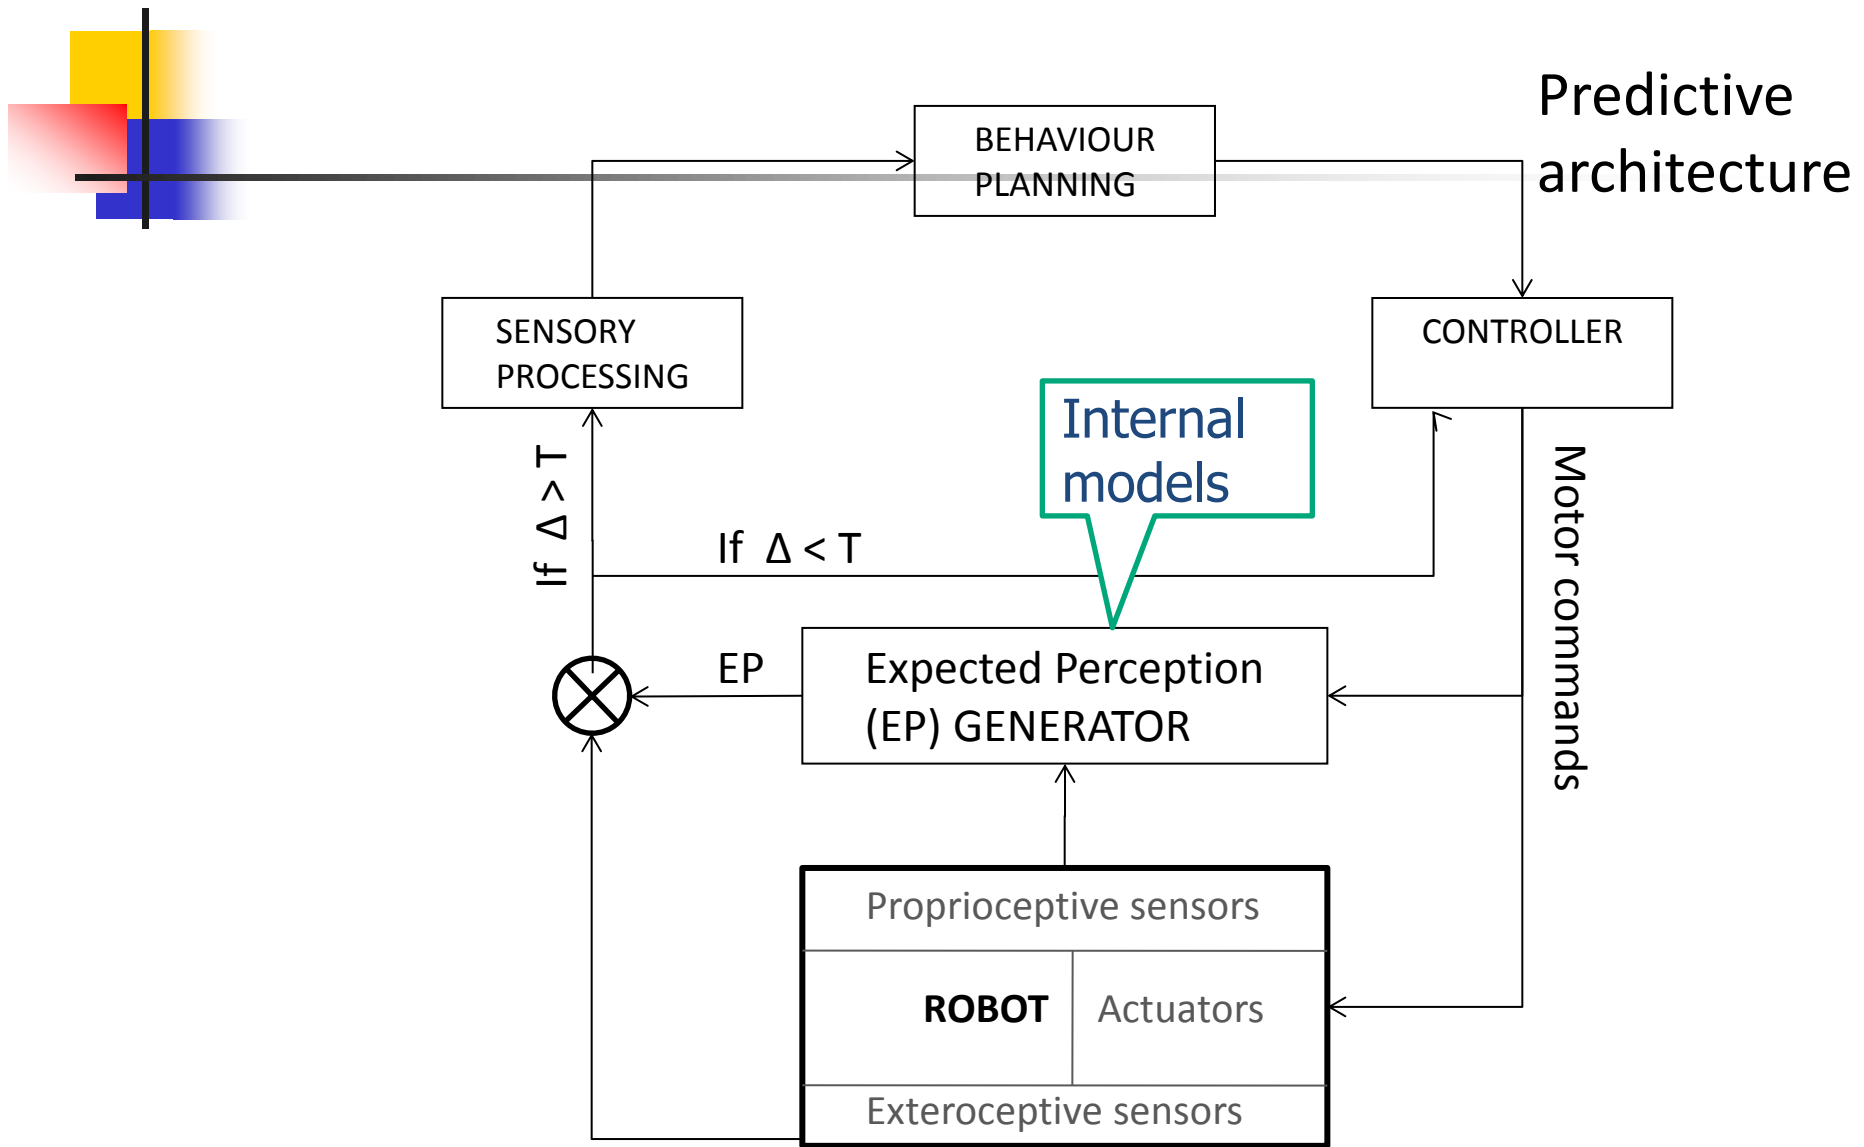 Predictive
architecture
BEHAVIOUR
PLANNING
SENSORY
PROCESSING
CONTROLLER
Internal
models
If Δ > T
If Δ < T
Motor commands
EP
Expected Perception
(EP) GENERATOR
Proprioceptive sensors
ROBOT
Actuators
Exteroceptive sensors